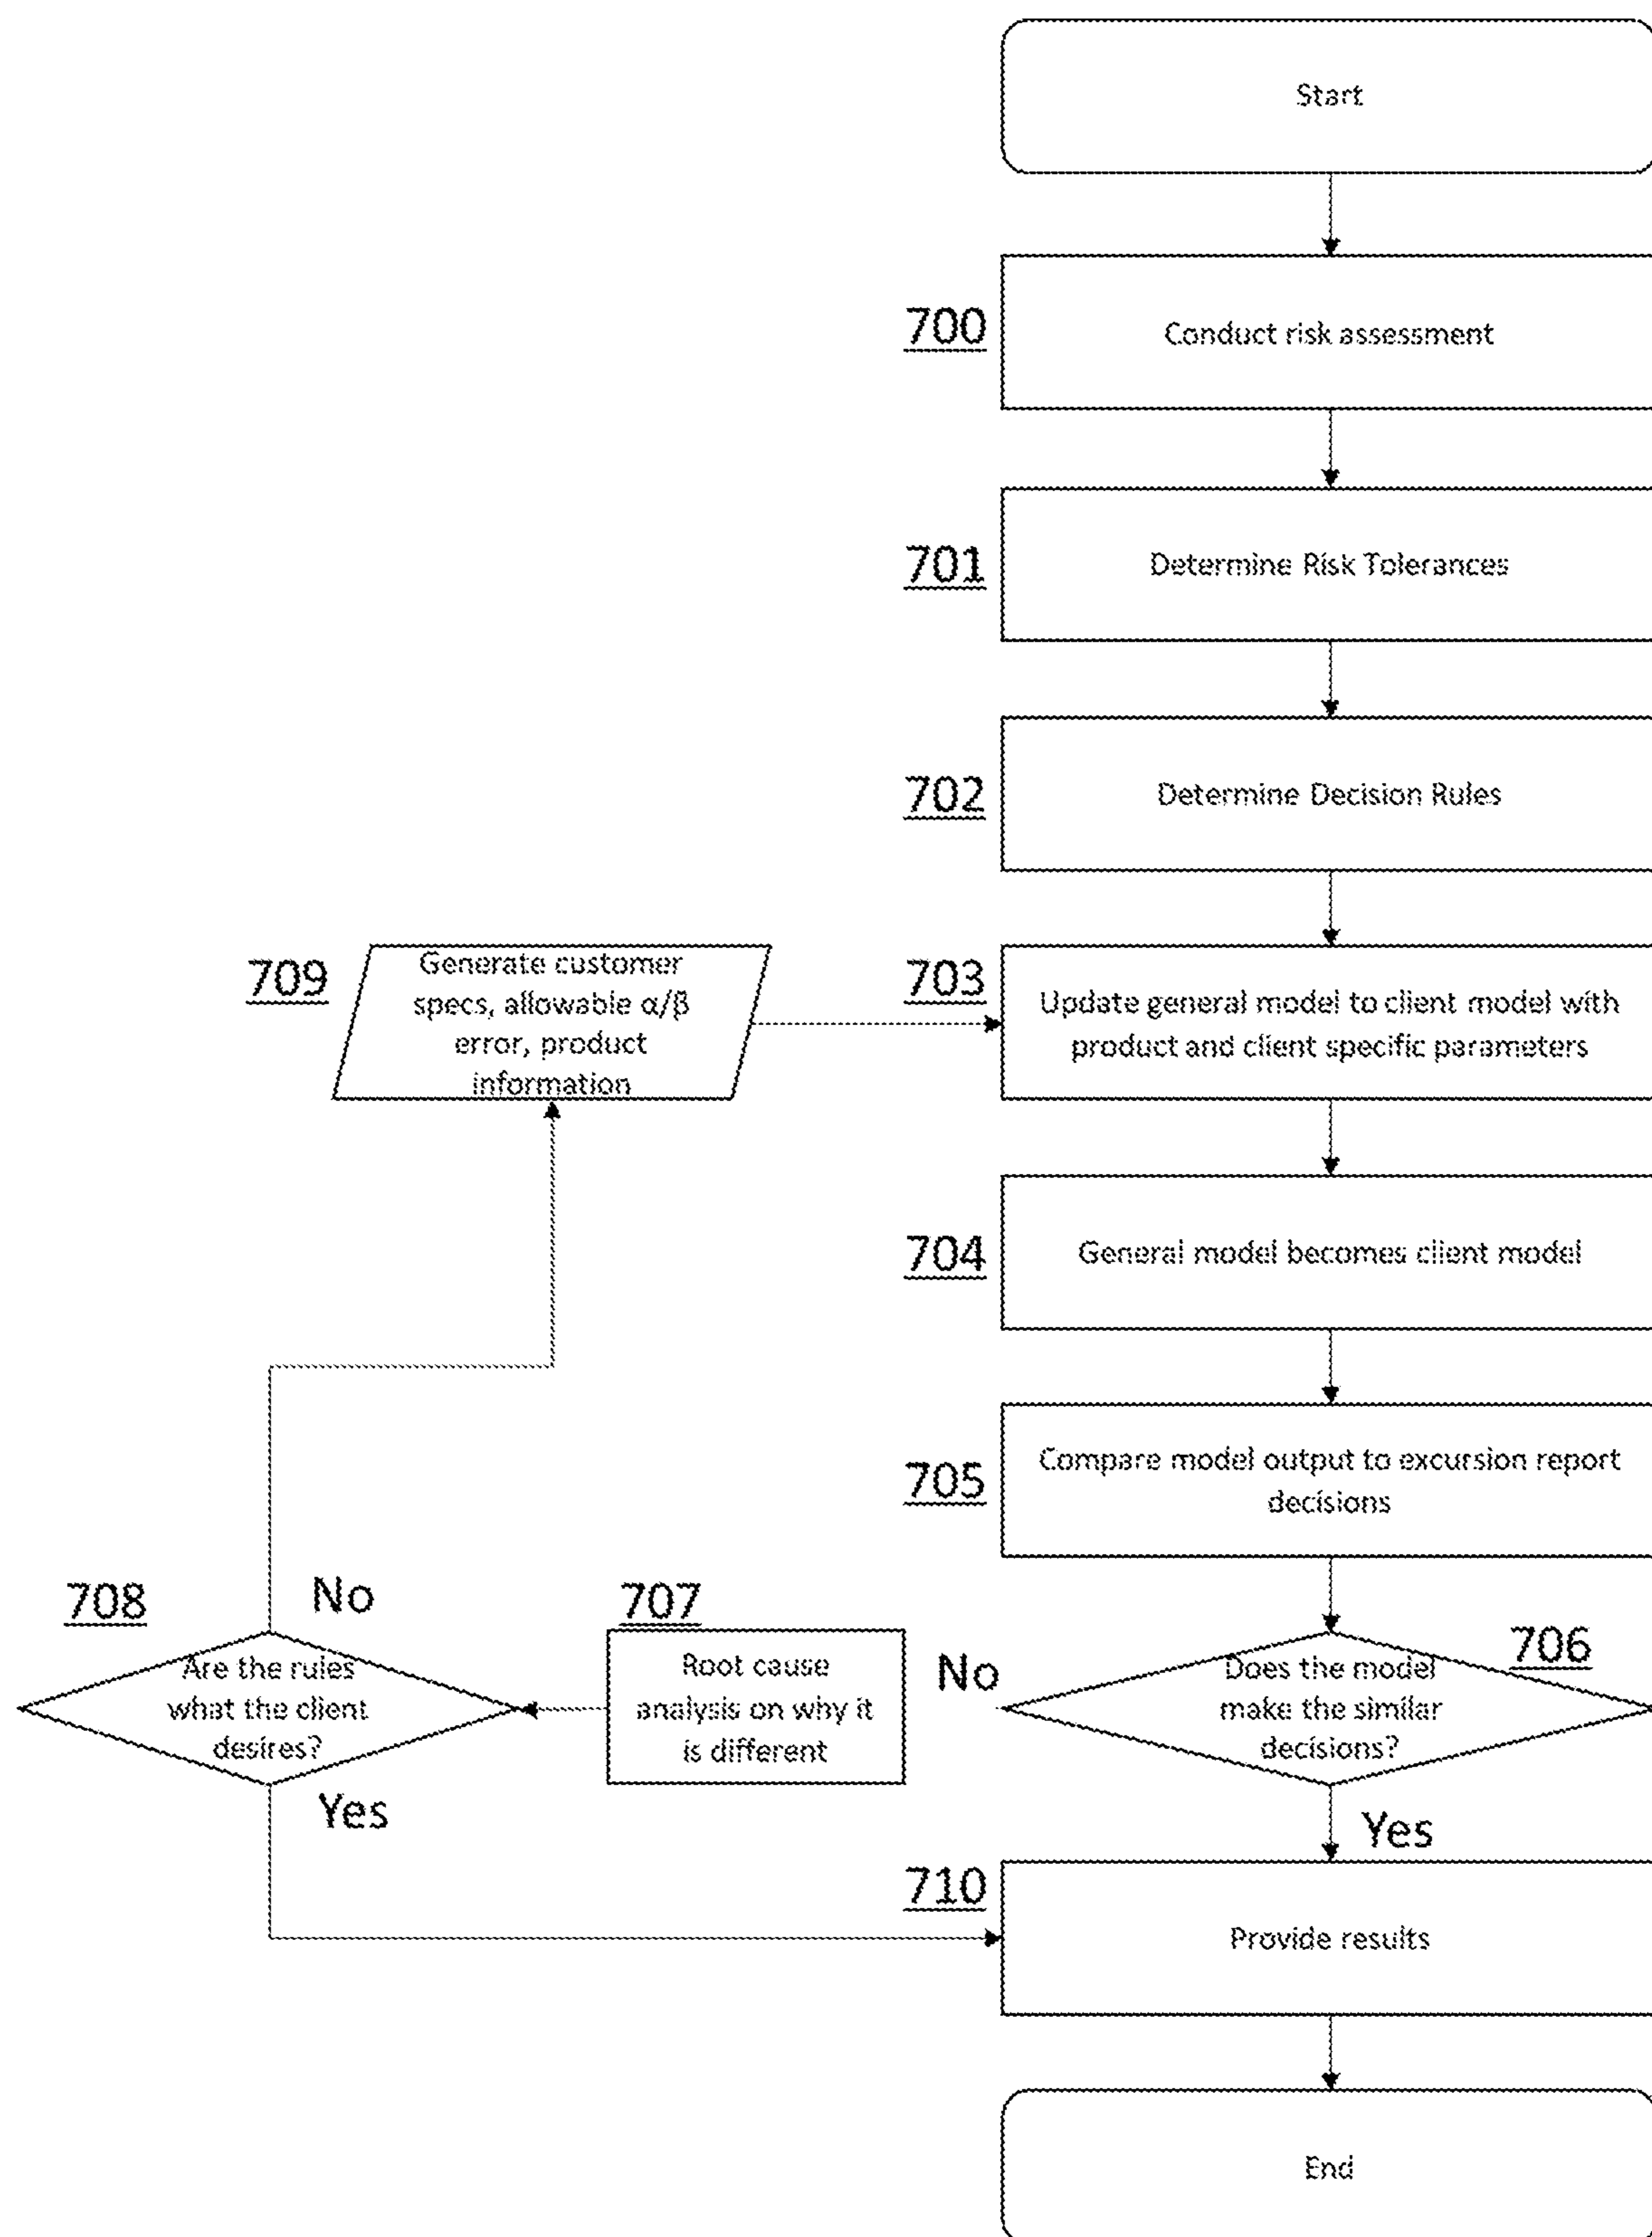 Start
700
Conduct risk assessment
701
Determine Risk Tolerances
702
Determine Decision Rules
709
Generate customer
specs, allowable α/β
error, product
information
703
Update general model to client model with
product and client specific parameters
704
General model becomes client model
705
Compare model output to excursion report
decisions
708
No
Are the rules
what the client
desires?
Yes
707
Root cause
analysis on why it
is different
No
706
Does the model
make the similar
decisions?
Yes
710
Provide results
End